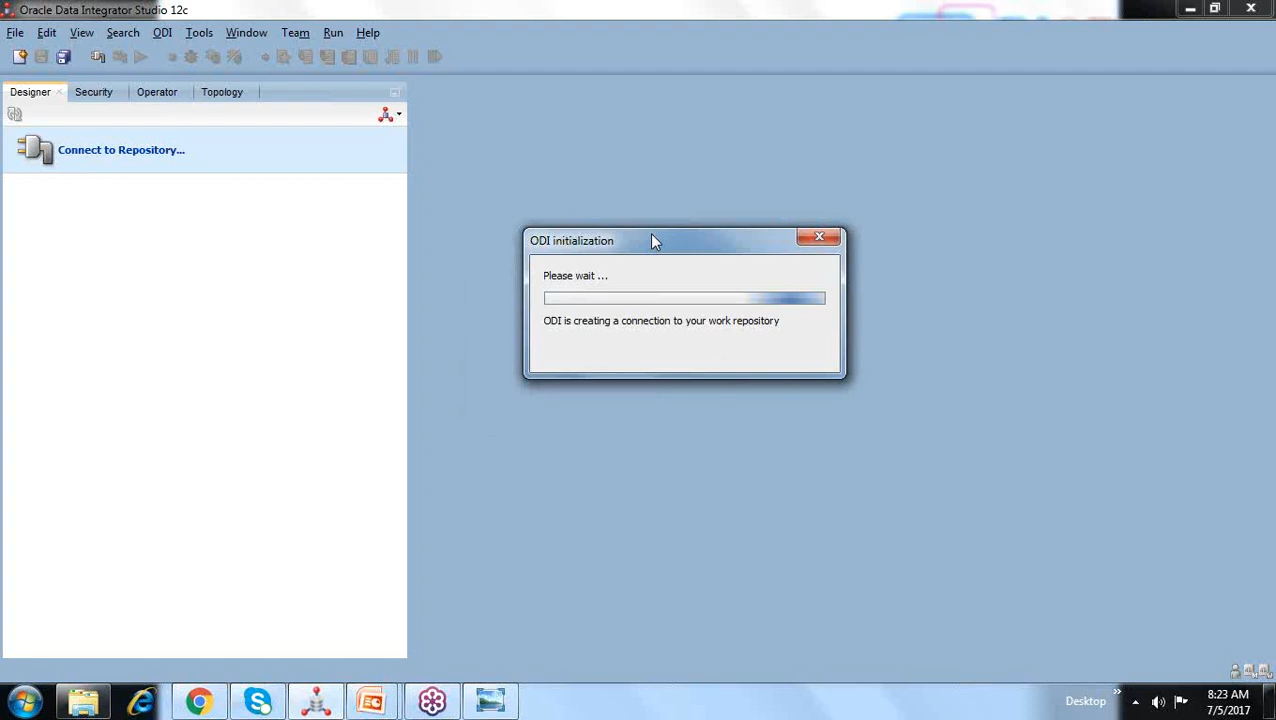 Oracle Data Integrator Studio 12c
File Edit View Search ODI Tools Window Team Run Help
Designer Security Operator Topology
Connect to Repository...
ODI initialization
Please wait ...
ODI is creating a connection to your work repository
Desktop
8:23 AM
7/5/2017